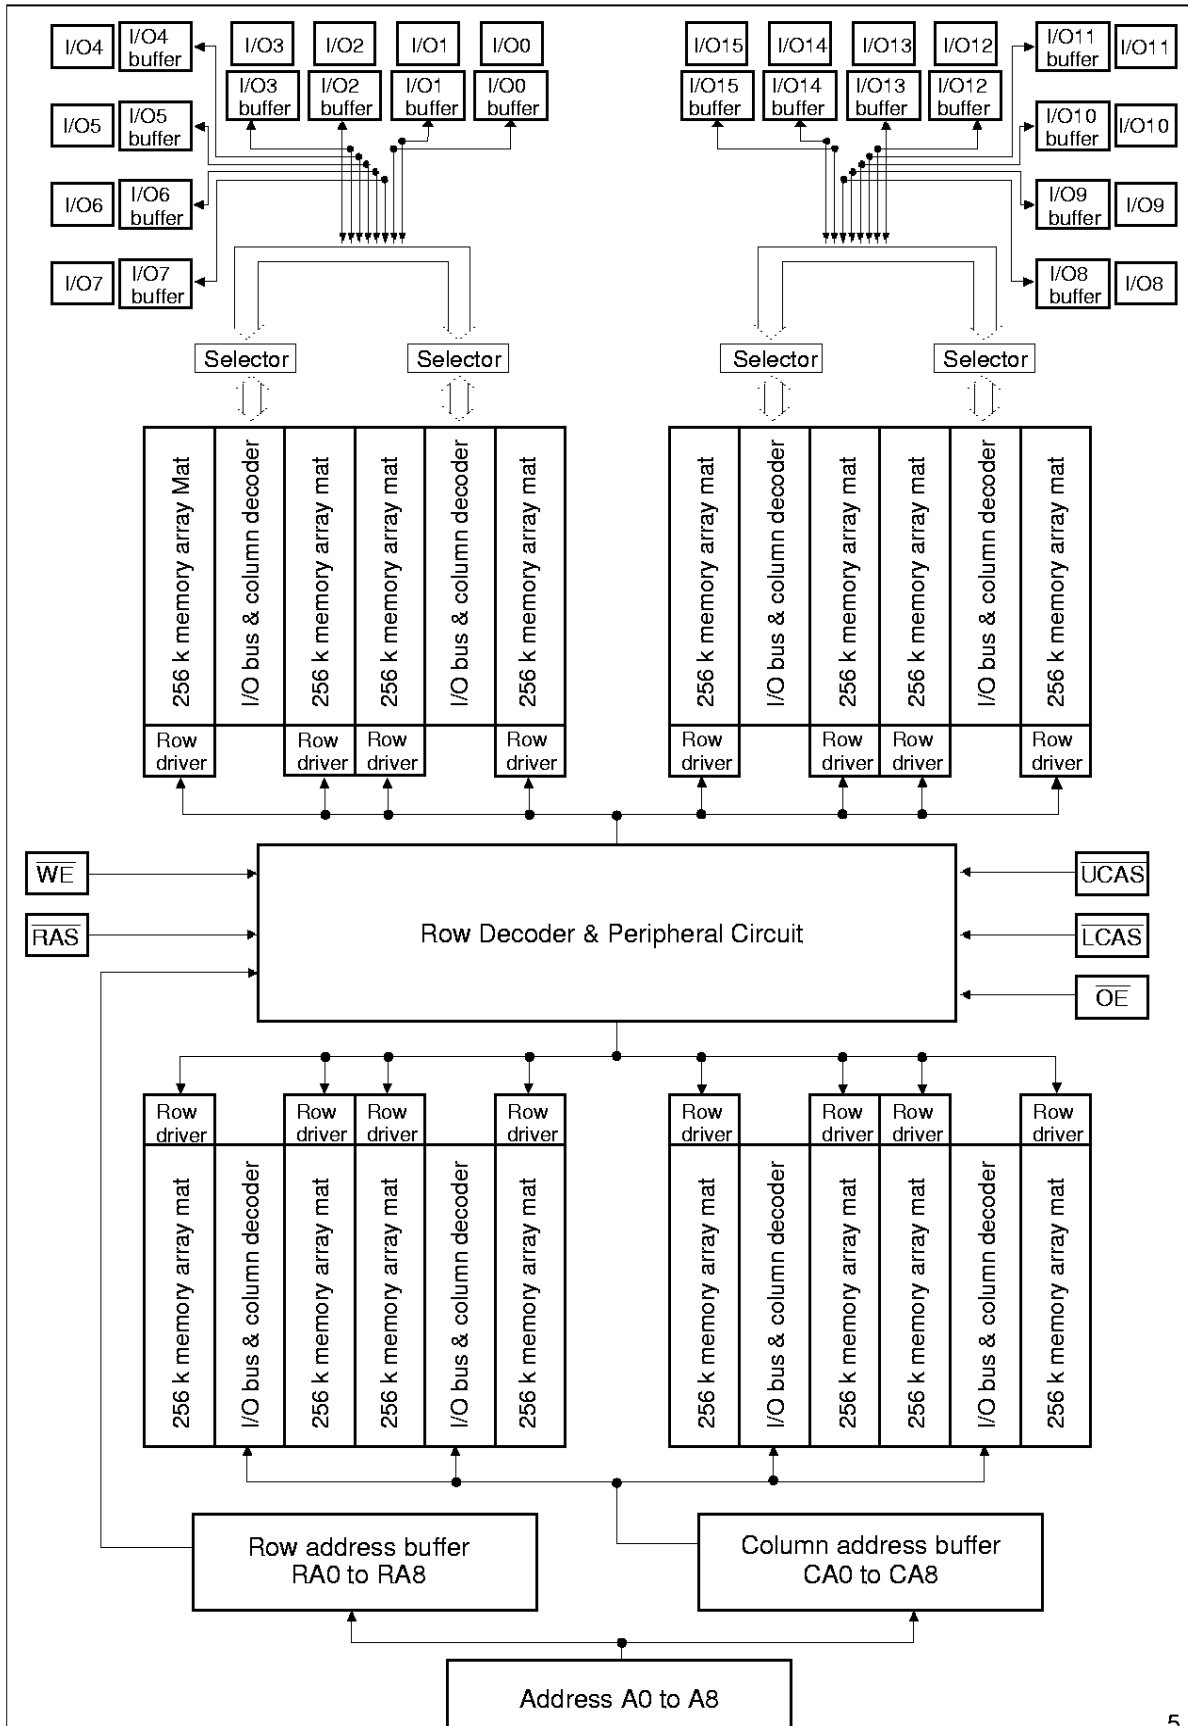 I/O4
I/O4
buffer
I/O3
I/O2
I/O1
I/O0
I/O15
I/O14
I/O13
I/O12
I/O11
buffer
I/O11
I/O3
buffer
I/O2
buffer
I/O1
buffer
I/O0
buffer
I/O15
buffer
I/O14
buffer
I/O13
buffer
I/O12
buffer
I/O5
I/O5
buffer
I/O10
buffer
I/O10
I/O6
I/O6
buffer
I/O9
buffer
I/O9
I/O7
I/O7
buffer
I/O8
buffer
I/O8
Selector
Selector
Selector
Selector
256 k memory array Mat
I/O bus & column decoder
256 k memory array mat
256 k memory array mat
I/O bus & column decoder
256 k memory array mat
256 k memory array mat
I/O bus & column decoder
256 k memory array mat
256 k memory array mat
I/O bus & column decoder
256 k memory array mat
Row
driver
Row
driver
Row
driver
Row
driver
Row
driver
Row
driver
Row
driver
Row
driver
WE
RAS
Row Decoder & Peripheral Circuit
UCAS
LCAS
OE
Row
driver
Row
driver
Row
driver
Row
driver
Row
driver
Row
driver
Row
driver
Row
driver
256 k memory array mat
I/O bus & column decoder
256 k memory array mat
256 k memory array mat
I/O bus & column decoder
256 k memory array mat
256 k memory array mat
I/O bus & column decoder
256 k memory array mat
256 k memory array mat
I/O bus & column decoder
256 k memory array mat
Row address buffer
RA0 to RA8
Column address buffer
CA0 to CA8
Address A0 to A8
5